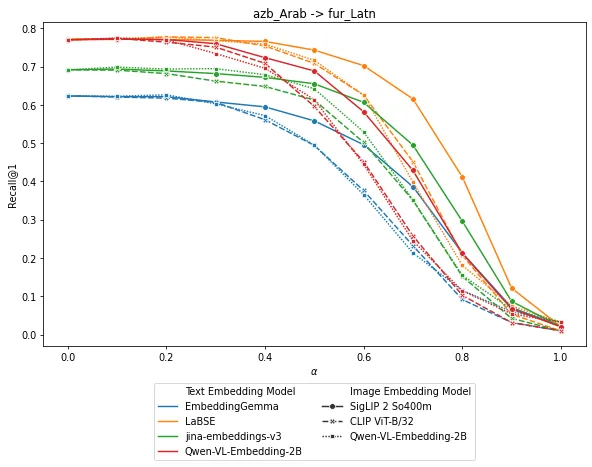 azb_Arab -> fur_Latn
Recall@1
0.8
0.7
0.6
0.5
0.4
0.3
0.2
0.1
0.0
0.0 0.2 0.4 0.6 0.8 1.0
α
Text Embedding Model Image Embedding Model
EmbeddingGemma SigLIP 2 So400m
LaBSE CLIP ViT-B/32
jina-embeddings-v3 Qwen-VL-Embedding-2B
Qwen-VL-Embedding-2B